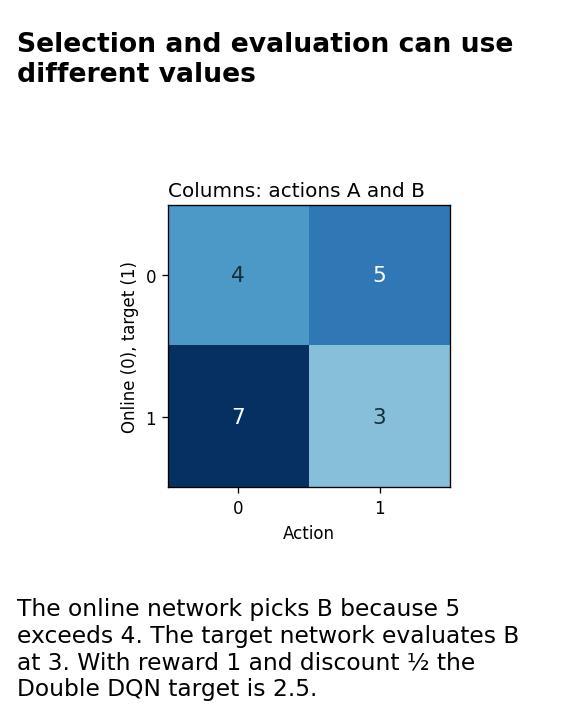 Selection and evaluation can use
different values
Columns: actions A and B
Online (0), target (1)
0
4
5
1
7
3
0
1
Action
The online network picks B because 5
exceeds 4. The target network evaluates B
at 3. With reward 1 and discount ½ the
Double DQN target is 2.5.